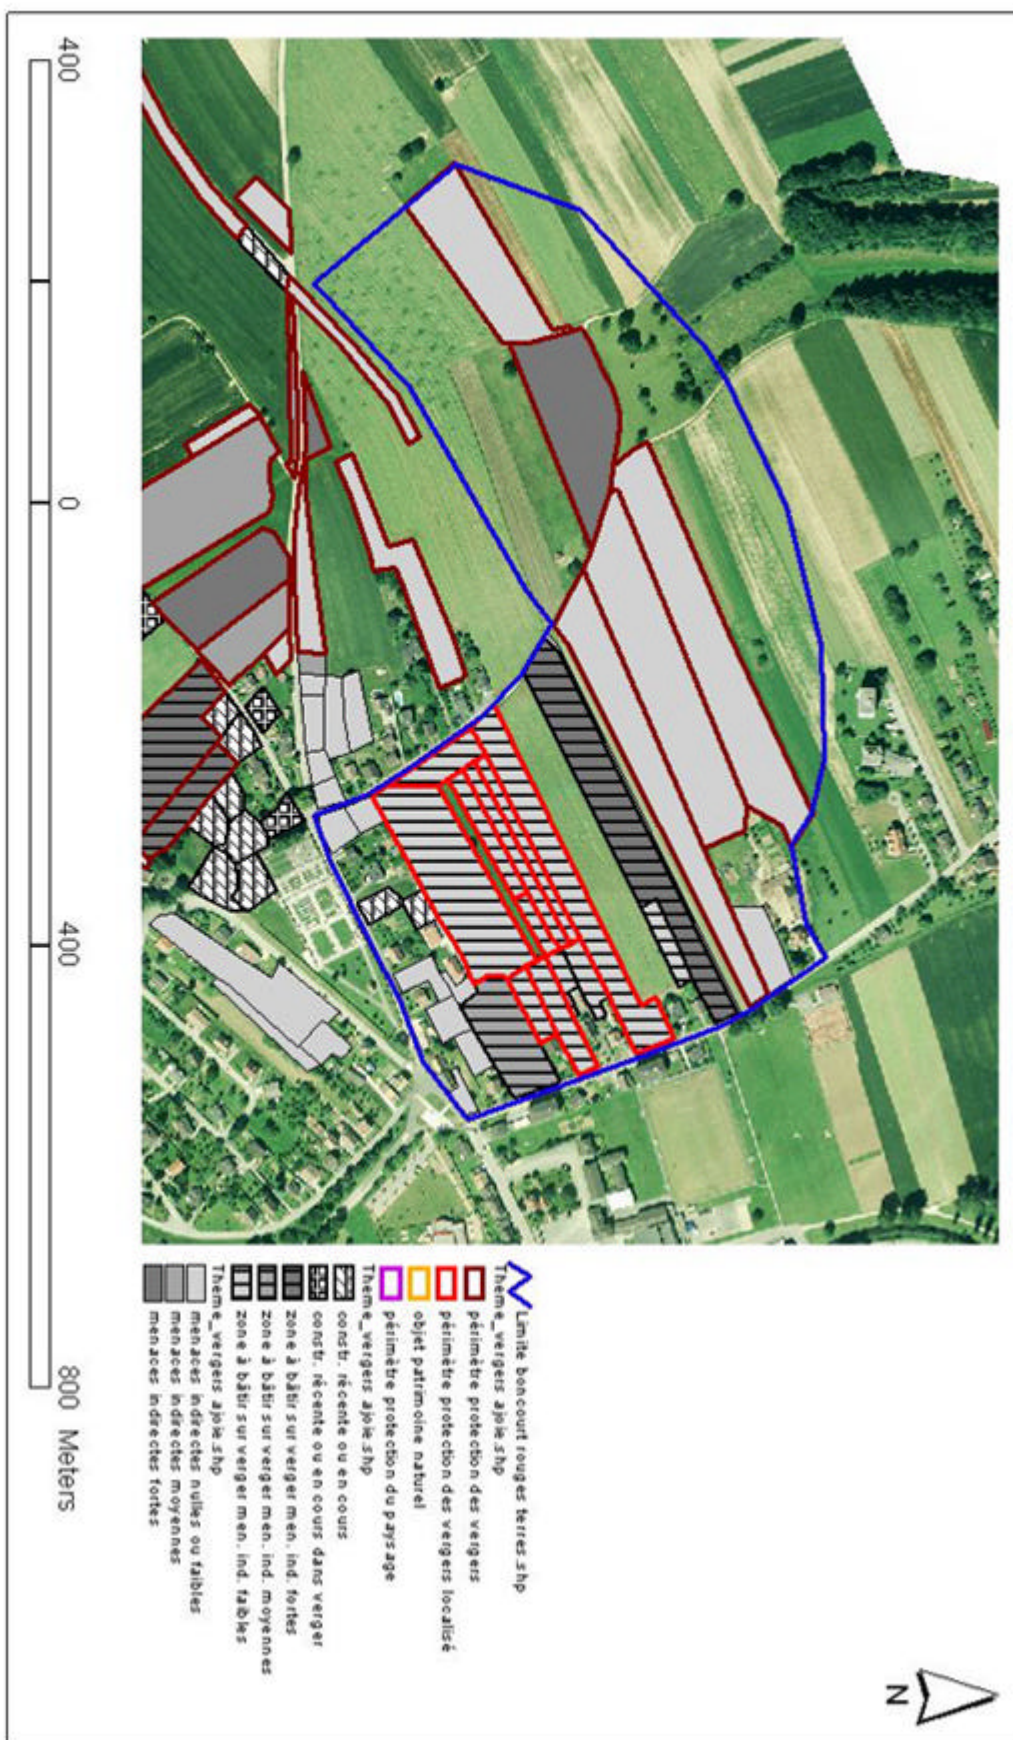 400
0
400
800 Meters
Limite boncourt rouges terres.shp
Theme_vergers ajoie.shp
périmètre protection des vergers
périmètre protection des vergers localisé
objet patrimoine naturel
périmètre protection du paysage
Theme_vergers ajoie.shp
constr. récente ou en cours
constr. récente ou en cours dans verger
zone à bâtir sur verger men. ind. fortes
zone à bâtir sur verger men. ind. moyennes
zone à bâtir sur verger men. ind. faibles
Theme_vergers ajoie.shp
menaces indirectes nulles ou faibles
menaces indirectes moyennes
menaces indirectes fortes
N